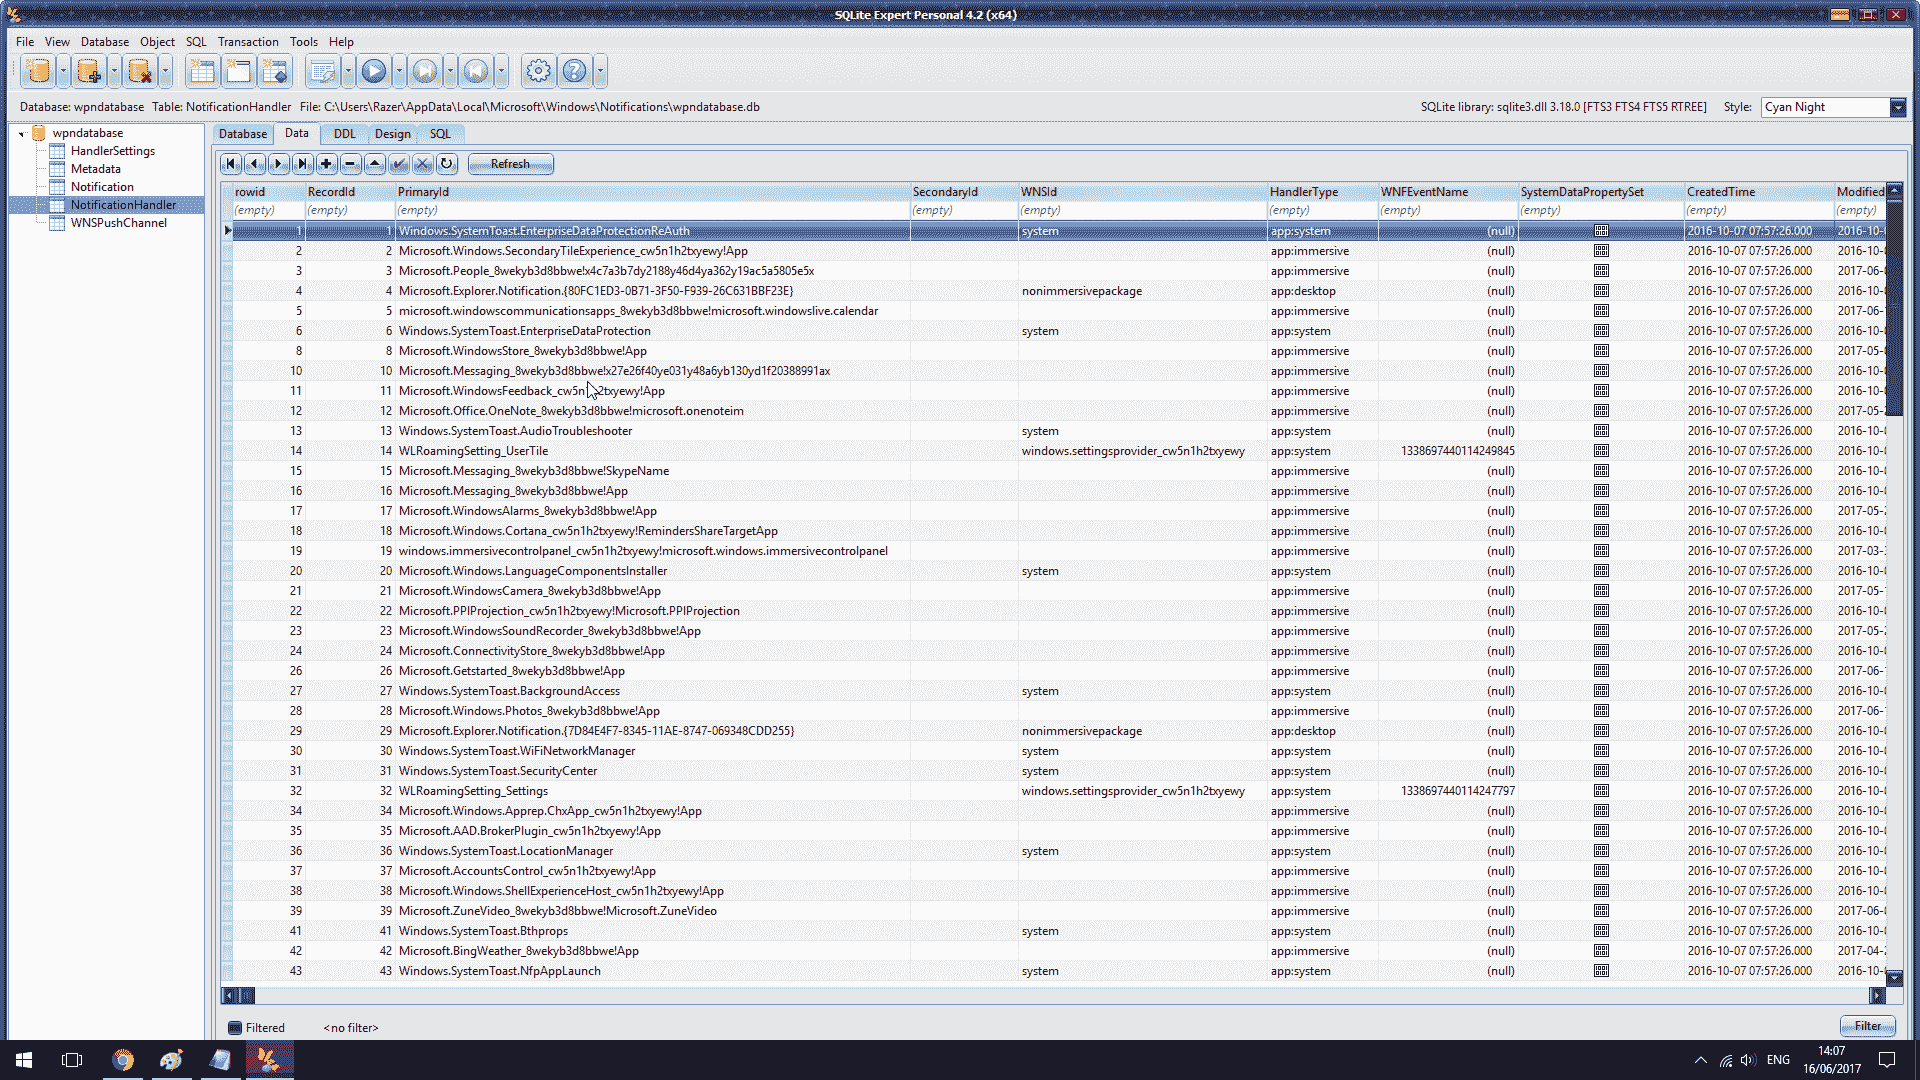 SQLite Expert Personal 4.2 (x64)
File View Database Object SQL Transaction Tools Help
Database: wpndatabase Table: NotificationHandler File: C:\Users\Razer\AppData\Local\Microsoft\Windows\Notifications\wpndatabase.db SQLite library: sqlite3.dll 3.18.0 [FTS3 FTS4 FTS5 RTREE] Style: Cyan Night
wpndatabase
HandlerSettings
Metadata
Notification
NotificationHandler
WNSPushChannel
Database Data DDL Design SQL
Refresh
rowid RecordId PrimaryId SecondaryId WNSId HandlerType WNFEventName SystemDataPropertySet CreatedTime Modified
(empty) (empty) (empty) (empty) (empty) (empty) (empty) (empty) (empty) (empty)
1 1 Windows.SystemToast.EnterpriseDataProtectionReAuth system app:system (null) 2016-10-07 07:57:26.000 2016-10-
2 2 Microsoft.Windows.SecondaryTileExperience_cw5n1h2txyewy!App app:immersive (null) 2016-10-07 07:57:26.000 2016-10-
3 3 Microsoft.People_8wekyb3d8bbwe!x4c7a3b7dy2188y46d4ya362y19ac5a5805e5x app:immersive (null) 2016-10-07 07:57:26.000 2017-06-
4 4 Microsoft.Explorer.Notification.{80FC1ED3-0B71-3F50-F939-26C631BBF23E} nonimmersivepackage app:desktop (null) 2016-10-07 07:57:26.000 2016-10-
5 5 microsoft.windowscommunicationsapps_8wekyb3d8bbwe!microsoft.windowslive.calendar app:immersive (null) 2016-10-07 07:57:26.000 2017-06-
6 6 Windows.SystemToast.EnterpriseDataProtection system app:system (null) 2016-10-07 07:57:26.000 2016-10-
8 8 Microsoft.WindowsStore_8wekyb3d8bbwe!App app:immersive (null) 2016-10-07 07:57:26.000 2017-05-
10 10 Microsoft.Messaging_8wekyb3d8bbwe!x27e26f40ye031y48a6yb130yd1f20388991ax app:immersive (null) 2016-10-07 07:57:26.000 2016-10-
11 11 Microsoft.WindowsFeedback_cw5n1h2txyewy!App app:immersive (null) 2016-10-07 07:57:26.000 2016-10-
12 12 Microsoft.Office.OneNote_8wekyb3d8bbwe!microsoft.onenoteim app:immersive (null) 2016-10-07 07:57:26.000 2017-05-
13 13 Windows.SystemToast.AudioTroubleshooter system app:system (null) 2016-10-07 07:57:26.000 2016-10-
14 14 WLRoamingSetting_UserTile windows.settingsprovider_cw5n1h2txyewy app:system 1338697440114249845 2016-10-07 07:57:26.000 2016-10-
15 15 Microsoft.Messaging_8wekyb3d8bbwe!SkypeName app:immersive (null) 2016-10-07 07:57:26.000 2016-10-
16 16 Microsoft.Messaging_8wekyb3d8bbwe!App app:immersive (null) 2016-10-07 07:57:26.000 2016-10-
17 17 Microsoft.WindowsAlarms_8wekyb3d8bbwe!App app:immersive (null) 2016-10-07 07:57:26.000 2017-05-
18 18 Microsoft.Windows.Cortana_cw5n1h2txyewy!RemindersShareTargetApp app:immersive (null) 2016-10-07 07:57:26.000 2016-10-
19 19 windows.immersivecontrolpanel_cw5n1h2txyewy!microsoft.windows.immersivecontrolpanel app:immersive (null) 2016-10-07 07:57:26.000 2017-03-
20 20 Microsoft.Windows.LanguageComponentsInstaller system app:system (null) 2016-10-07 07:57:26.000 2016-10-
21 21 Microsoft.WindowsCamera_8wekyb3d8bbwe!App app:immersive (null) 2016-10-07 07:57:26.000 2017-05-
22 22 Microsoft.PPIProjection_cw5n1h2txyewy!Microsoft.PPIProjection app:immersive (null) 2016-10-07 07:57:26.000 2016-10-
23 23 Microsoft.WindowsSoundRecorder_8wekyb3d8bbwe!App app:immersive (null) 2016-10-07 07:57:26.000 2017-05-
24 24 Microsoft.ConnectivityStore_8wekyb3d8bbwe!App app:immersive (null) 2016-10-07 07:57:26.000 2016-10-
26 26 Microsoft.Getstarted_8wekyb3d8bbwe!App app:immersive (null) 2016-10-07 07:57:26.000 2017-06-
27 27 Windows.SystemToast.BackgroundAccess system app:system (null) 2016-10-07 07:57:26.000 2016-10-
28 28 Microsoft.Windows.Photos_8wekyb3d8bbwe!App app:immersive (null) 2016-10-07 07:57:26.000 2017-06-
29 29 Microsoft.Explorer.Notification.{7D84E4F7-8345-11AE-8747-069348CDD255} nonimmersivepackage app:desktop (null) 2016-10-07 07:57:26.000 2016-10-
30 30 Windows.SystemToast.WiFiNetworkManager system app:system (null) 2016-10-07 07:57:26.000 2016-10-
31 31 Windows.SystemToast.SecurityCenter system app:system (null) 2016-10-07 07:57:26.000 2016-10-
32 32 WLRoamingSetting_Settings windows.settingsprovider_cw5n1h2txyewy app:system 1338697440114247797 2016-10-07 07:57:26.000 2016-10-
34 34 Microsoft.Windows.Apprep.ChxApp_cw5n1h2txyewy!App app:immersive (null) 2016-10-07 07:57:26.000 2016-10-
35 35 Microsoft.AAD.BrokerPlugin_cw5n1h2txyewy!App app:immersive (null) 2016-10-07 07:57:26.000 2016-10-
36 36 Windows.SystemToast.LocationManager system app:system (null) 2016-10-07 07:57:26.000 2016-10-
37 37 Microsoft.AccountsControl_cw5n1h2txyewy!App app:immersive (null) 2016-10-07 07:57:26.000 2016-10-
38 38 Microsoft.Windows.ShellExperienceHost_cw5n1h2txyewy!App app:immersive (null) 2016-10-07 07:57:26.000 2016-10-
39 39 Microsoft.ZuneVideo_8wekyb3d8bbwe!Microsoft.ZuneVideo app:immersive (null) 2016-10-07 07:57:26.000 2017-06-
41 41 Windows.SystemToast.Bthprops system app:system (null) 2016-10-07 07:57:26.000 2016-10-
42 42 Microsoft.BingWeather_8wekyb3d8bbwe!App app:immersive (null) 2016-10-07 07:57:26.000 2017-04-
43 43 Windows.SystemToast.NfpAppLaunch system app:system (null) 2016-10-07 07:57:26.000 2016-10-
Filtered <no filter> Filter
ENG 14:07
16/06/2017